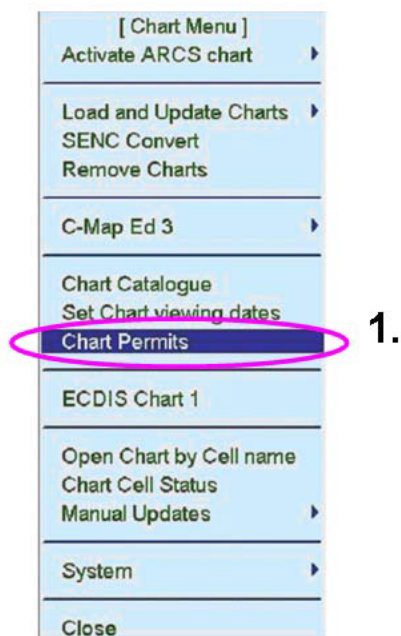 [ Chart Menu ]
Activate ARCS chart
Load and Update Charts
SENC Convert
Remove Charts
C-Map Ed 3
Chart Catalogue
Set Chart viewing dates
Chart Permits
1.
ECDIS Chart 1
Open Chart by Cell name
Chart Cell Status
Manual Updates
System
Close